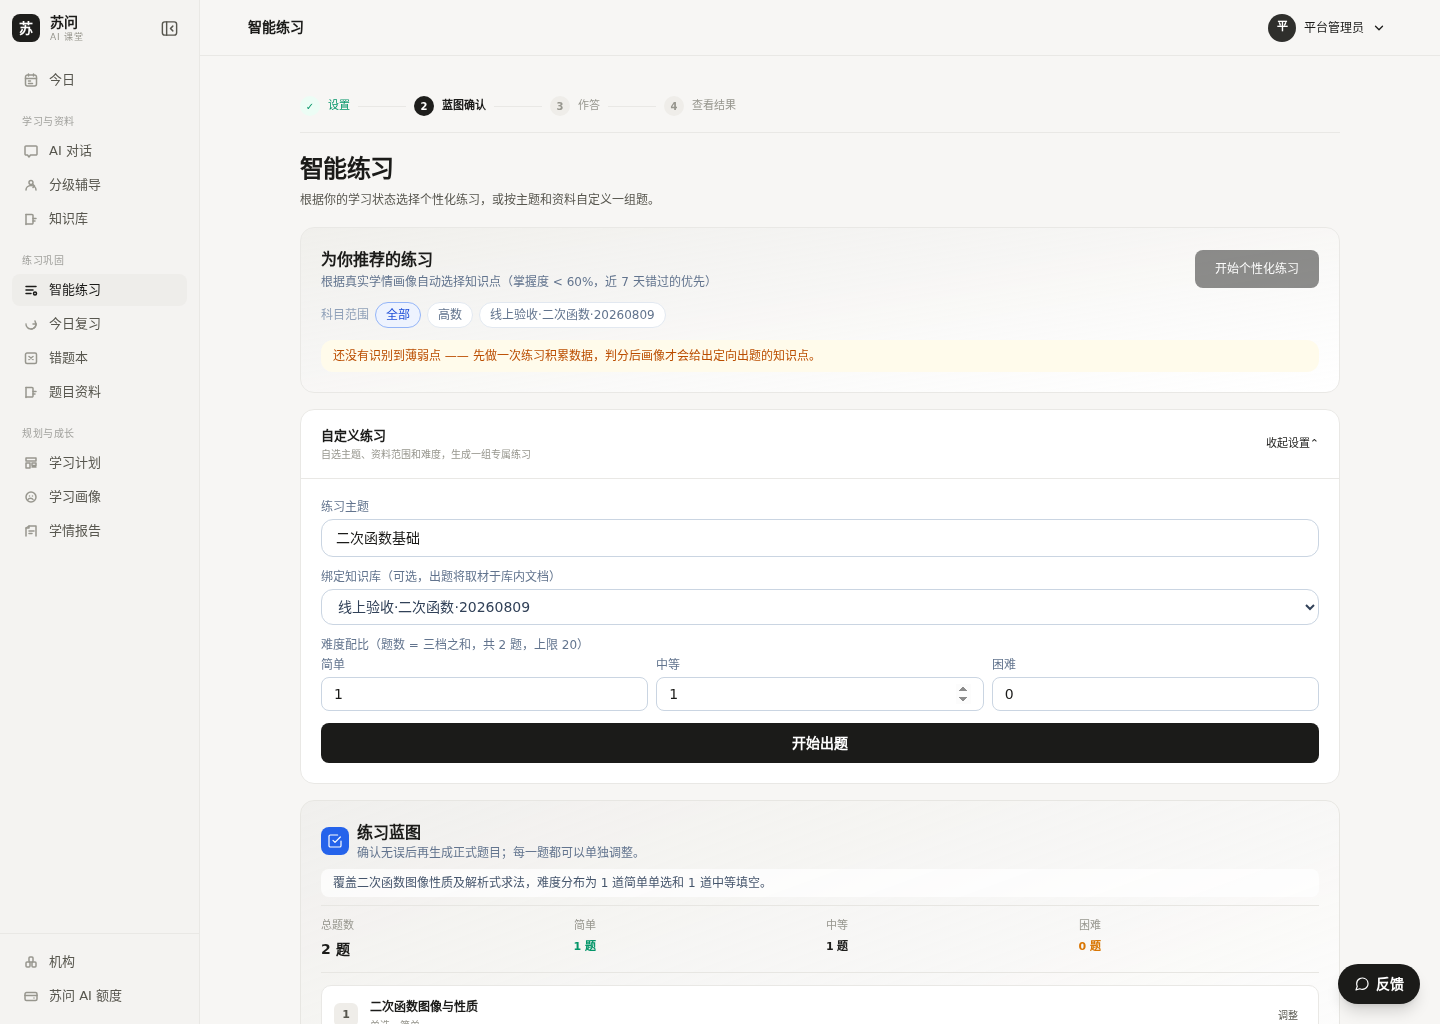 苏
苏问
AI 课堂
今日
学习与资料
AI 对话
分级辅导
知识库
练习巩固
智能练习
今日复习
错题本
题目资料
规划与成长
学习计划
学习画像
学情报告
机构
苏问 AI 额度
智能练习
平
平台管理员
✓ 设置
2 蓝图确认
3 作答
4 查看结果
智能练习
根据你的学习状态选择个性化练习，或按主题和资料自定义一组题。
为你推荐的练习
根据真实学情画像自动选择知识点（掌握度 < 60%，近 7 天错过的优先）
开始个性化练习
科目范围 全部 高数 线上验收·二次函数·20260809
还没有识别到薄弱点 —— 先做一次练习积累数据，判分后画像才会给出定向出题的知识点。
自定义练习
自选主题、资料范围和难度，生成一组专属练习
收起设置⌃
练习主题
二次函数基础
绑定知识库（可选，出题将取材于库内文档）
线上验收·二次函数·20260809
难度配比（题数 = 三档之和，共 2 题，上限 20）
简单 中等 困难
1 1 0
开始出题
练习蓝图
确认无误后再生成正式题目；每一题都可以单独调整。
覆盖二次函数图像性质及解析式求法，难度分布为 1 道简单单选和 1 道中等填空。
总题数 简单 中等 困难
2 题 1 题 1 题 0 题
1 二次函数图像与性质
调整
反馈